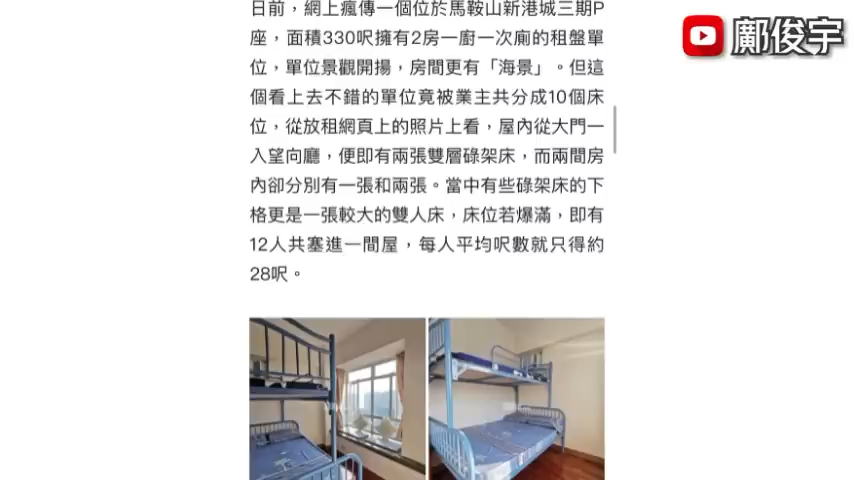 日前，網上瘋傳一個位於馬鞍山新港城三期P
座，面積330呎擁有2房一廚一次廁的租盤單
位，單位景觀開揚，房間更有「海景」。但這
個看上去不錯的單位竟被業主共分成10個床
位，從放租網頁上的照片上看，屋內從大門一
入望向廳，便即有兩張雙層碌架床，而兩間房
內卻分別有一張和兩張。當中有些碌架床的下
格更是一張較大的雙人床，床位若爆滿，即有
12人共塞進一間屋，每人平均呎數就只得約
28呎。
鄺俊宇